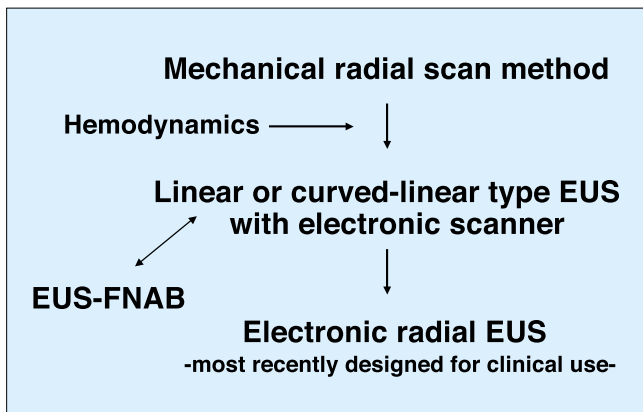 Mechanical radial scan method
Hemodynamics
Linear or curved-linear type EUS
with electronic scanner
EUS-FNAB
Electronic radial EUS
-most recently designed for clinical use-